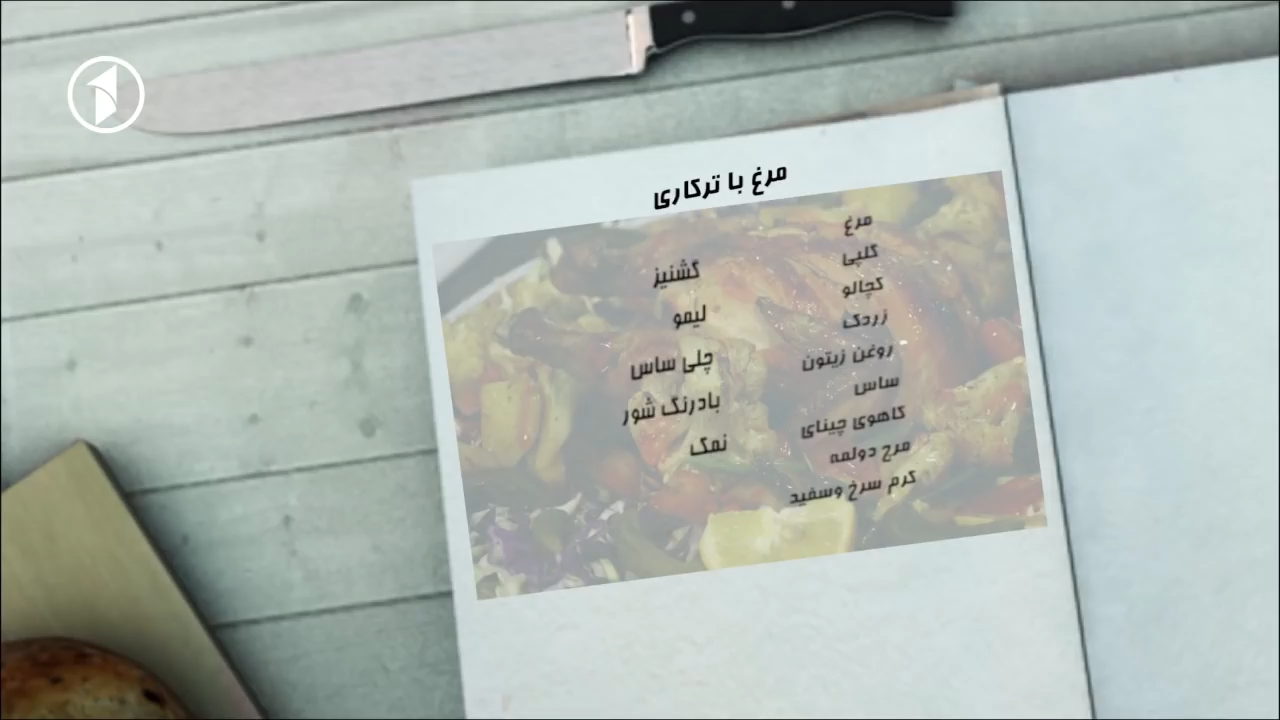 مرغ با ترکاری
مرغ
گلپی
کچالو
زردک
روغن زیتون
ساس
کاهوی چینای
مرچ دولمه
کرم سرخ وسفید
گشنیز
لیمو
چلی ساس
بادرنگ شور
نمک